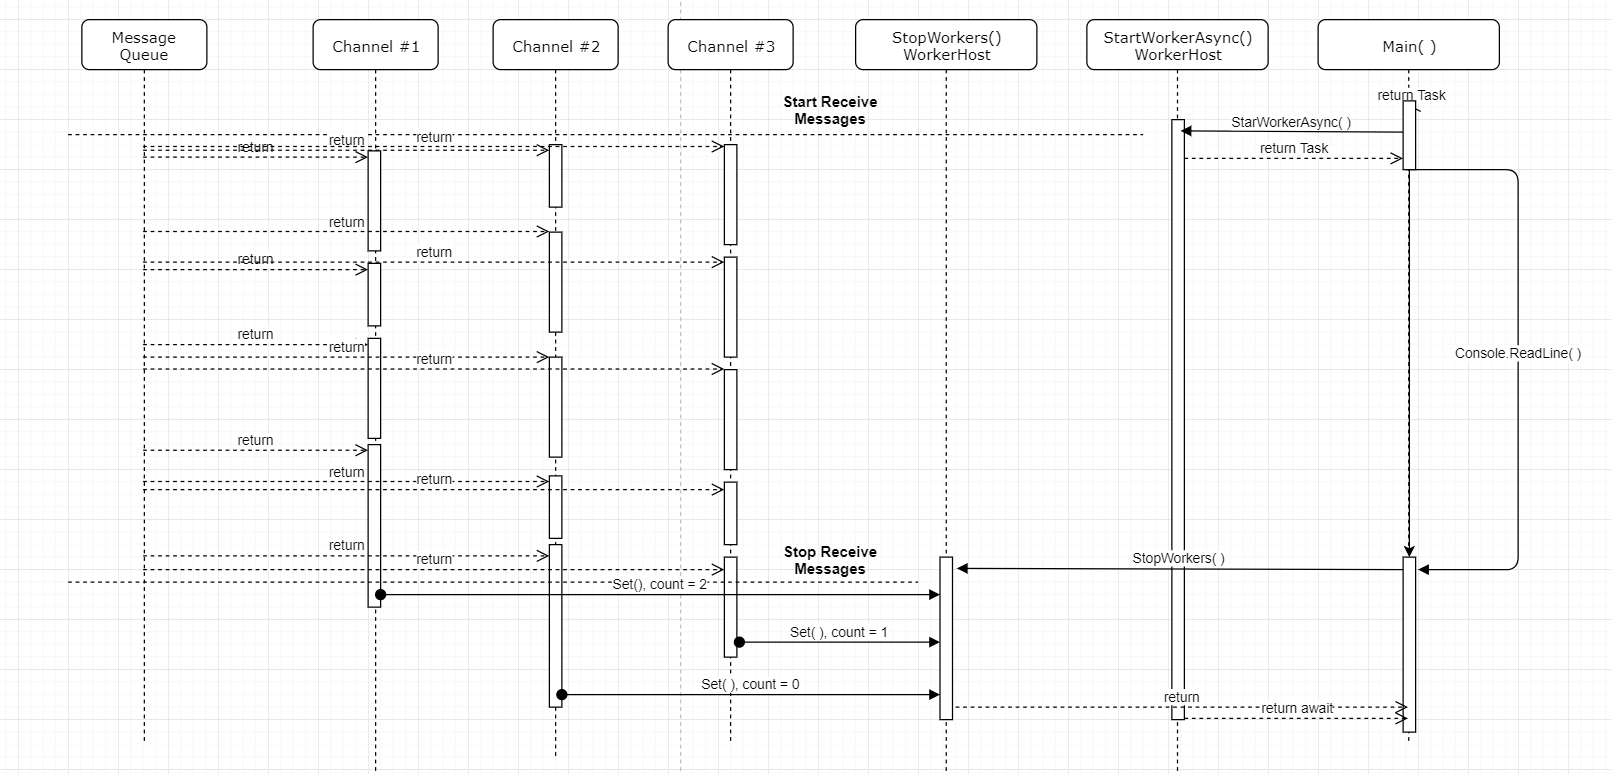 Message
Queue
Channel #1
Channel #2
Channel #3
StopWorkers()
WorkerHost
StartWorkerAsync()
WorkerHost
Main( )
return Task
Start Receive
Messages
StarWorkerAsync( )
return
return
return
return Task
return
return
return
return
return
Console.ReadLine( )
return
return
return
return
return
return
Stop Receive
Messages
StopWorkers( )
Set(), count = 2
Set( ), count = 1
Set( ), count = 0
return
return await